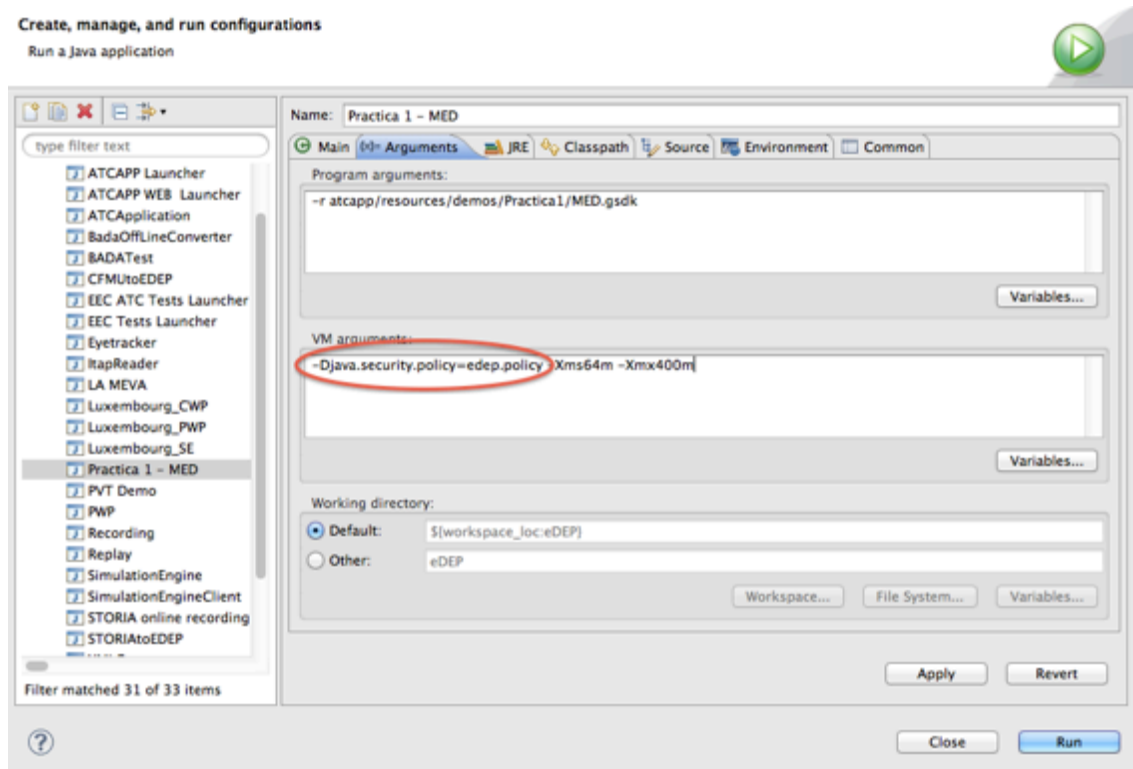 Create, manage, and run configurations
Run a Java application
type filter text
ATCAPP Launcher
ATCAPP WEB Launcher
ATCApplication
BadaOffLineConverter
BADATest
CFMUtoEDEP
EEC ATC Tests Launcher
EEC Tests Launcher
Eyetracker
ItapReader
LA MEVA
Luxembourg_CWP
Luxembourg_PWP
Luxembourg_SE
Practica 1 - MED
PVT Demo
PWP
Recording
Replay
SimulationEngine
SimulationEngineClient
STORIA online recording
STORIAtoEDEP
Filter matched 31 of 33 items
Name: Practica 1 - MED
Main (x)= Arguments JRE Classpath Source Environment Common
Program arguments:
-r atcapp/resources/demos/Practica1/MED.gsdk
Variables...
VM arguments:
-Djava.security.policy=edep.policy -Xms64m -Xmx400m
Variables...
Working directory:
Default: ${workspace_loc:eDEP}
Other: eDEP
Workspace... File System... Variables...
Apply Revert
? Close Run